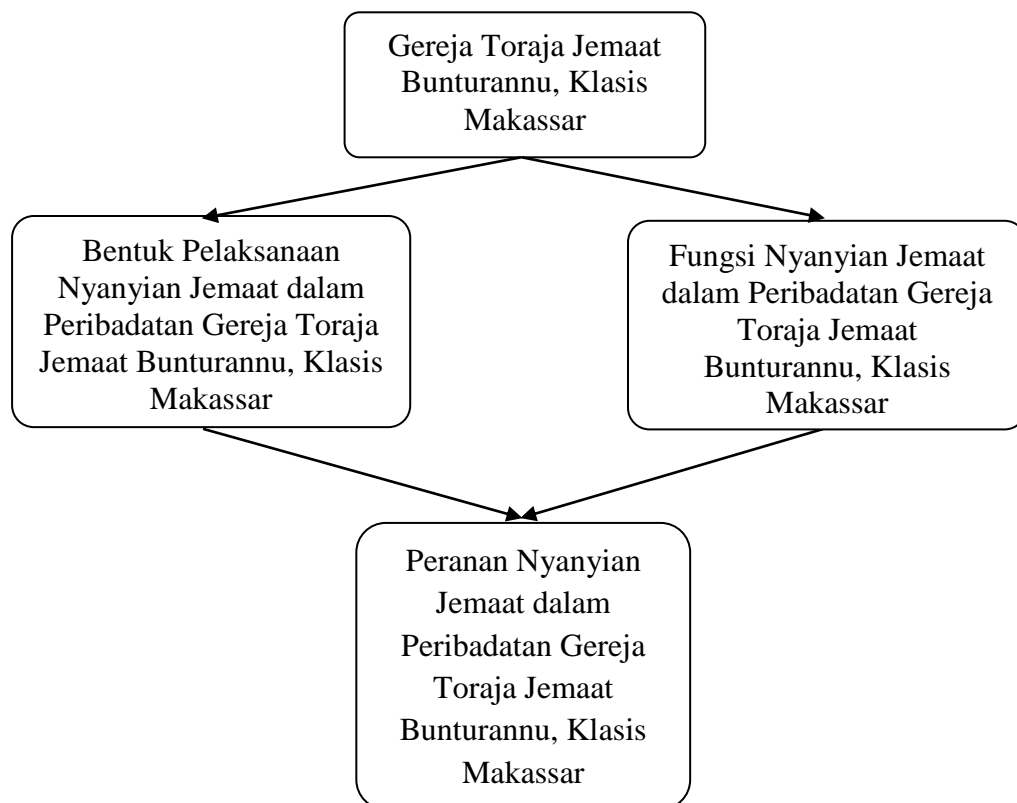 Gereja Toraja Jemaat
Bunturannu, Klasis
Makassar
Bentuk Pelaksanaan
Nyanyian Jemaat dalam
Peribadatan Gereja Toraja
Jemaat Bunturannu, Klasis
Makassar
Fungsi Nyanyian Jemaat
dalam Peribadatan Gereja
Toraja Jemaat
Bunturannu, Klasis
Makassar
Peranan Nyanyian
Jemaat dalam
Peribadatan Gereja
Toraja Jemaat
Bunturannu, Klasis
Makassar